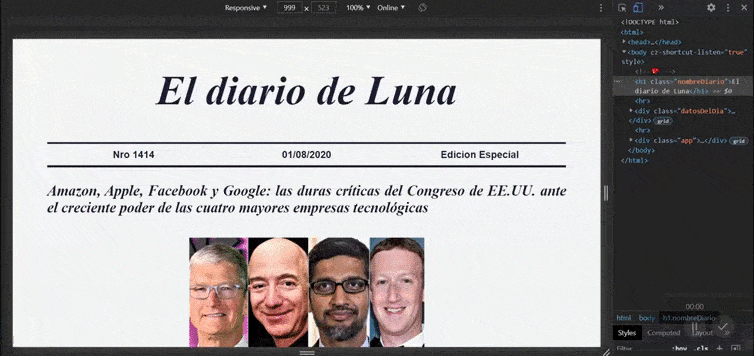 Responsive ▾ 999 x 523 100% ▾ Online ▾
El diario de Luna
Nro 1414 01/08/2020 Edicion Especial
Amazon, Apple, Facebook y Google: las duras críticas del Congreso de EE.UU. ante
el creciente poder de las cuatro mayores empresas tecnológicas
<!DOCTYPE html>
<html>
▸<head>…</head>
▾<body cz-shortcut-listen="true"
style>
<h1 class="nombreDiario">El
diario de Luna</h1> == $0
<hr>
▸<div class="datosDelDia">…
</div> grid
<hr>
▸<div class="app">…</div> grid
</body>
</html>
00:00
html body h1.nombreDiario
Styles Computed Layout
Filter :hov .cls